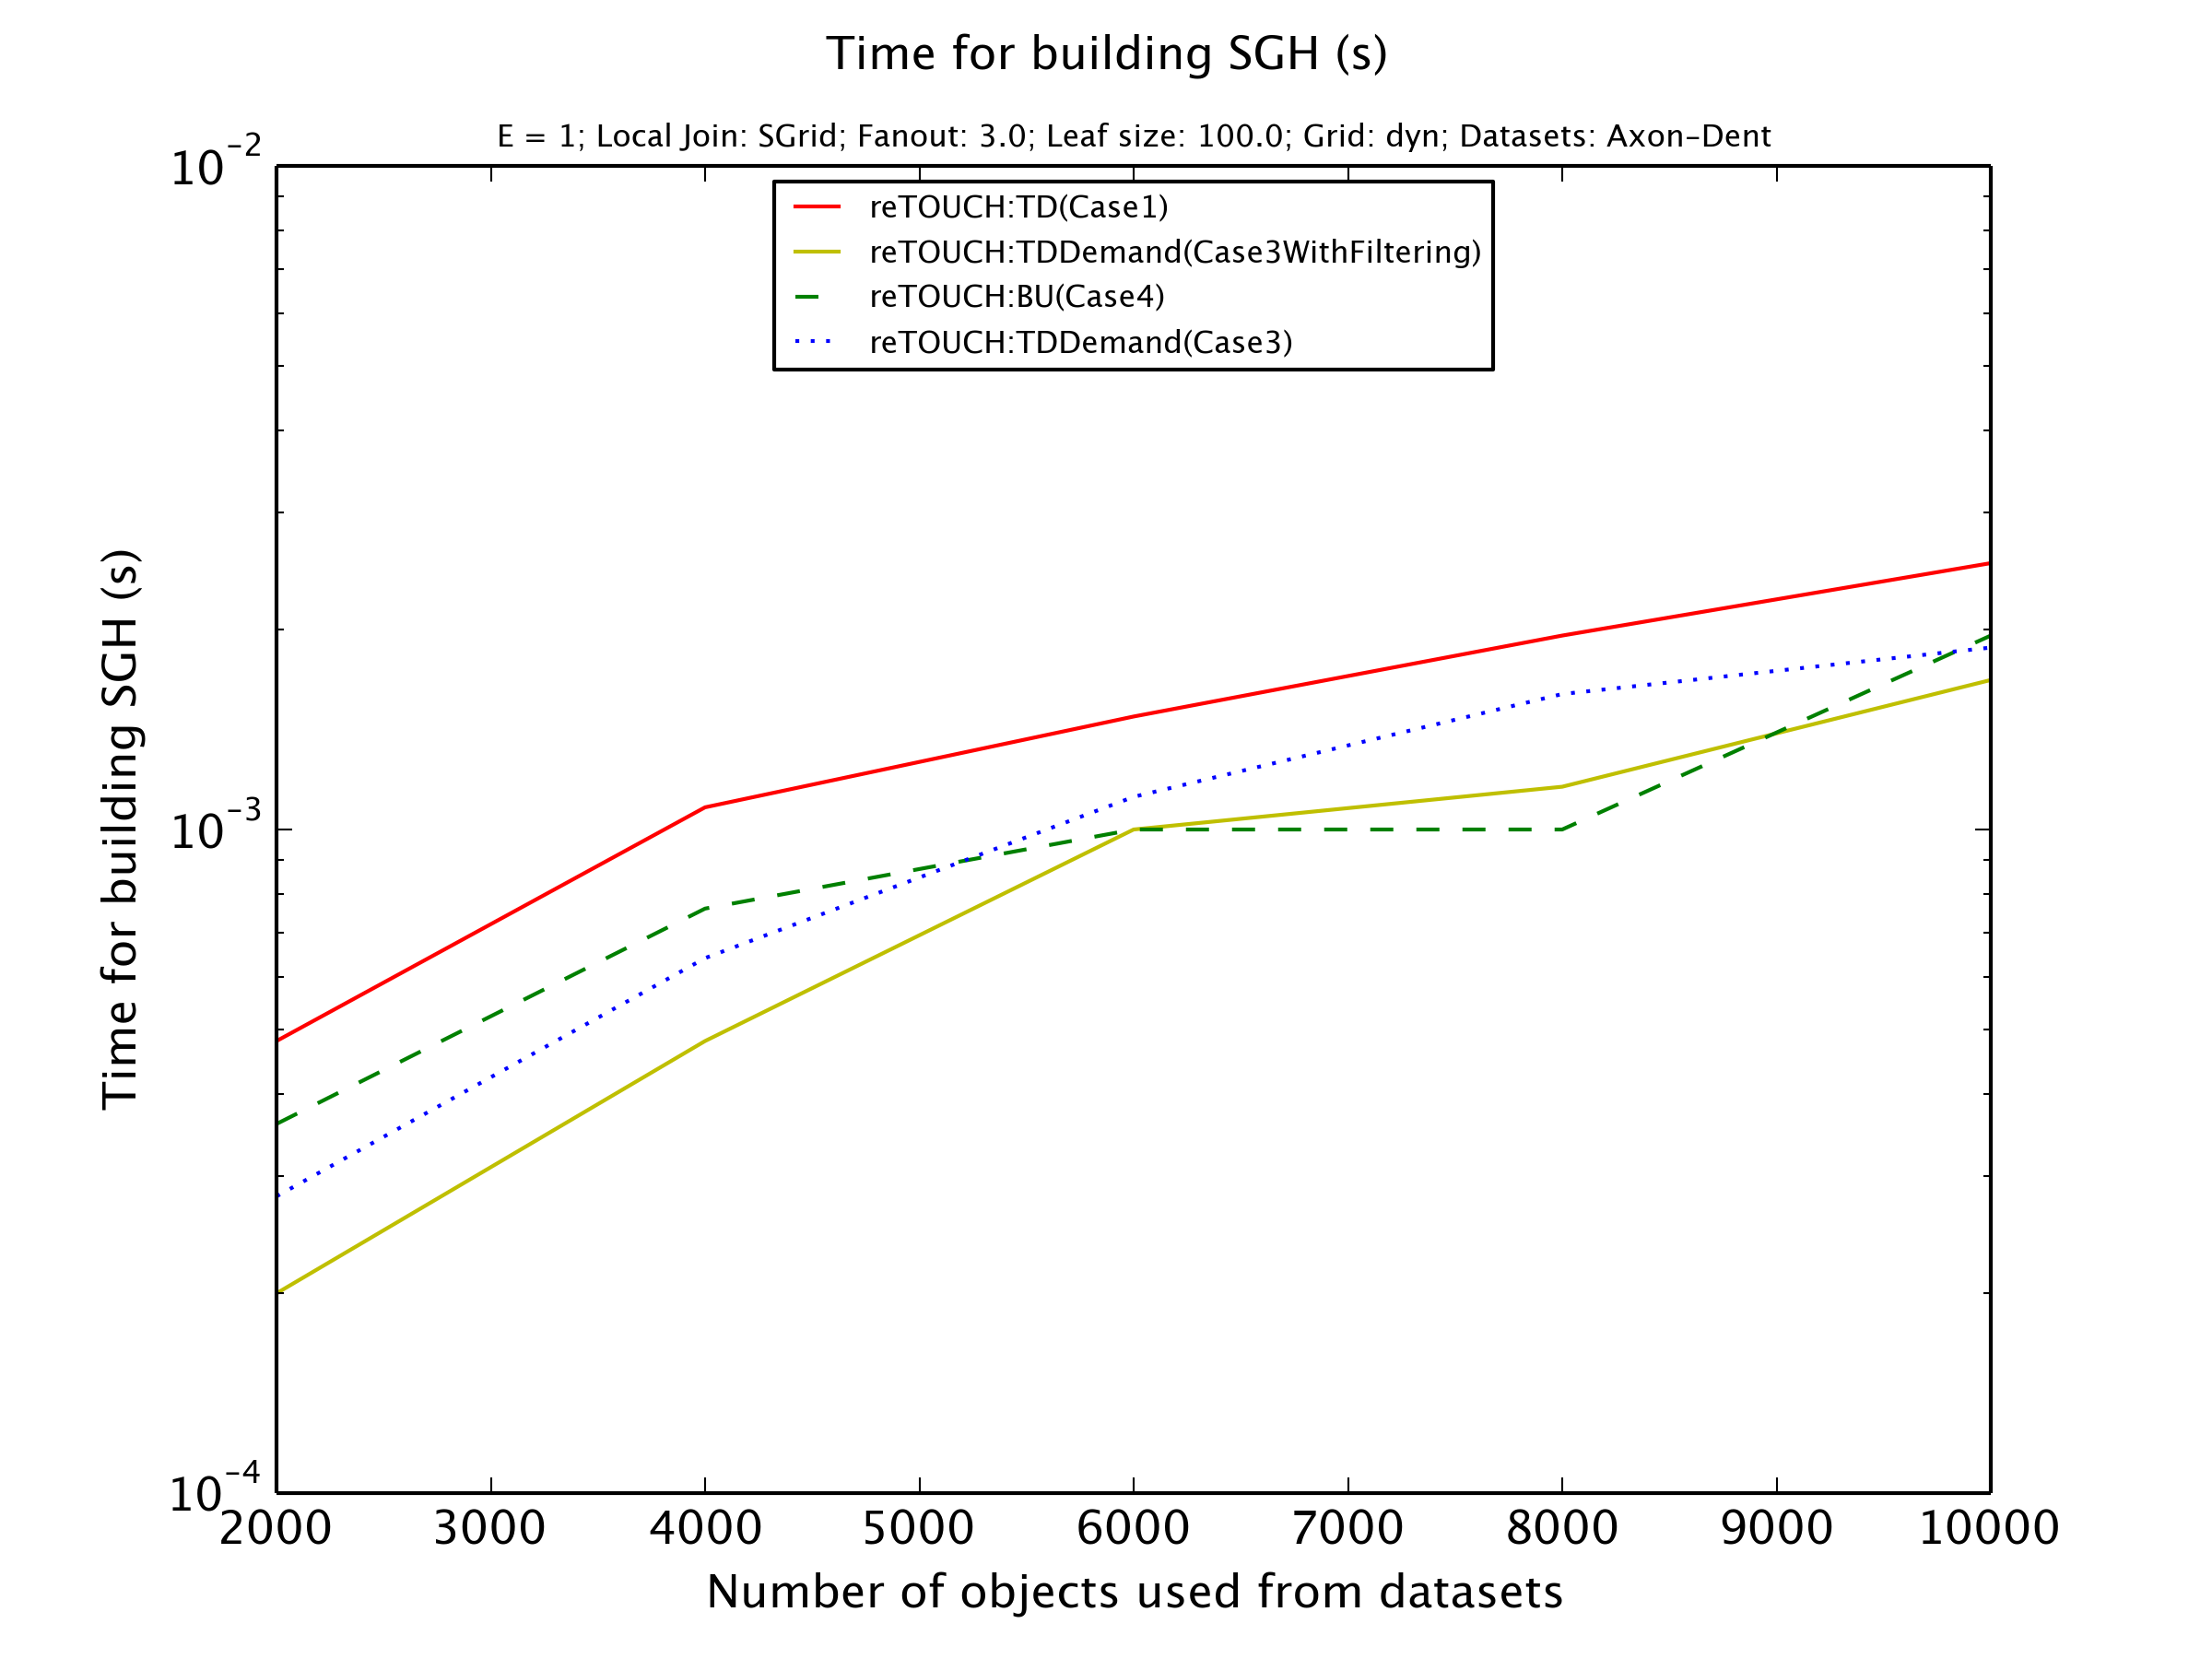 Time for building SGH (s)
E = 1; Local Join: SGrid; Fanout: 3.0; Leaf size: 100.0; Grid: dyn; Datasets: Axon–Dent
10⁻²
reTOUCH:TD(Case1)
reTOUCH:TDDemand(Case3WithFiltering)
reTOUCH:BU(Case4)
reTOUCH:TDDemand(Case3)
Time for building SGH (s)
10⁻³
10⁻⁴
2000 3000 4000 5000 6000 7000 8000 9000 10000
Number of objects used from datasets